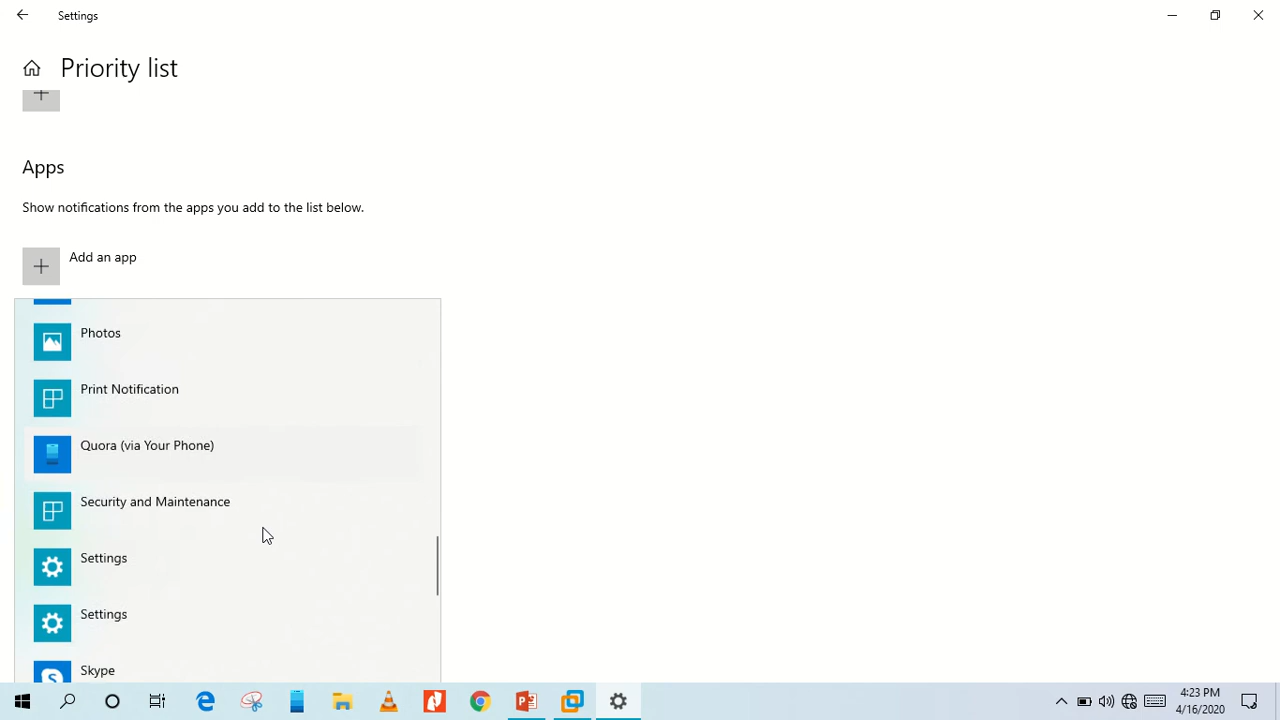 Settings
Priority list
Apps
Show notifications from the apps you add to the list below.
Add an app
Photos
Print Notification
Quora (via Your Phone)
Security and Maintenance
Settings
Settings
Skype
4:23 PM
4/16/2020